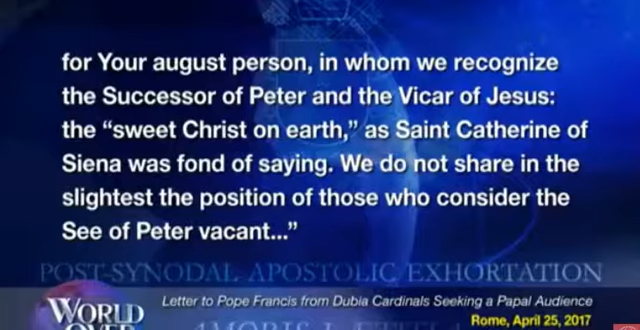 for Your august person, in whom we recognize
the Successor of Peter and the Vicar of Jesus:
the “sweet Christ on earth,” as Saint Catherine of
Siena was fond of saying. We do not share in the
slightest the position of those who consider the
See of Peter vacant...”
POST-SYNODAL APOSTOLIC EXHORTATION
Letter to Pope Francis from Dubia Cardinals Seeking a Papal Audience
WORLD
OVER
Rome, April 25, 2017